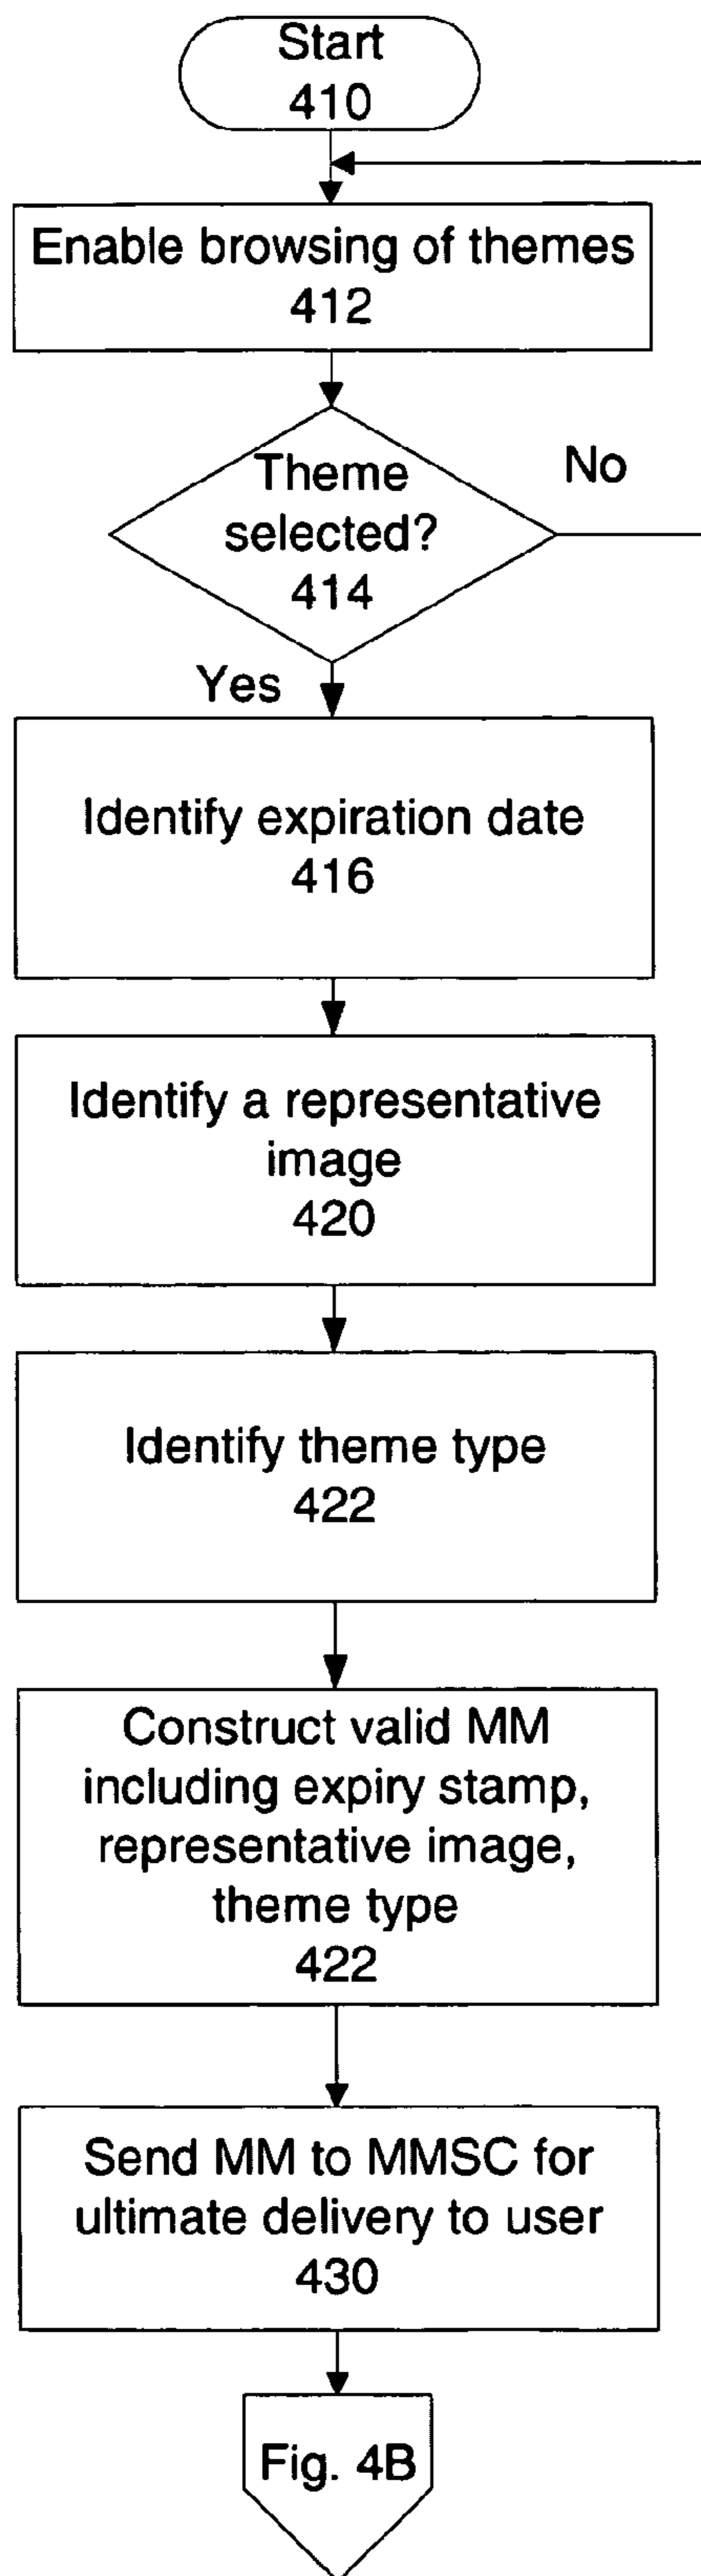 Start
410
Enable browsing of themes
412
Theme
selected?
414
No
Yes
Identify expiration date
416
Identify a representative
image
420
Identify theme type
422
Construct valid MM
including expiry stamp,
representative image,
theme type
422
Send MM to MMSC for
ultimate delivery to user
430
Fig. 4B